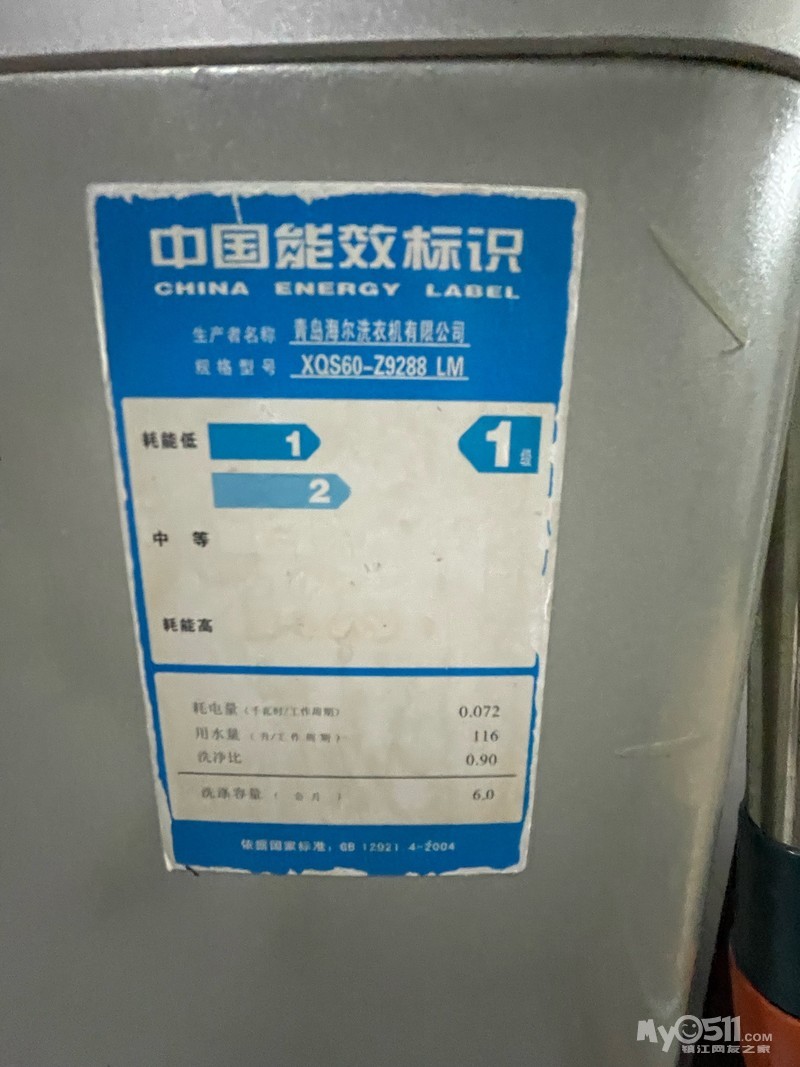 中国能效标识
CHINA ENERGY LABEL
生产者名称 青岛海尔洗衣机有限公司
规格型号 XQS60-Z9288 LM
耗能低 1 1级
2
中 等
耗能高
耗电量(千瓦时/工作周期) 0.072
用水量(升/工作周期) 116
洗净比 0.90
洗涤容量(公斤) 6.0
依据国家标准:GB 12021 4-2004
My0511.COM
镇江网友之家